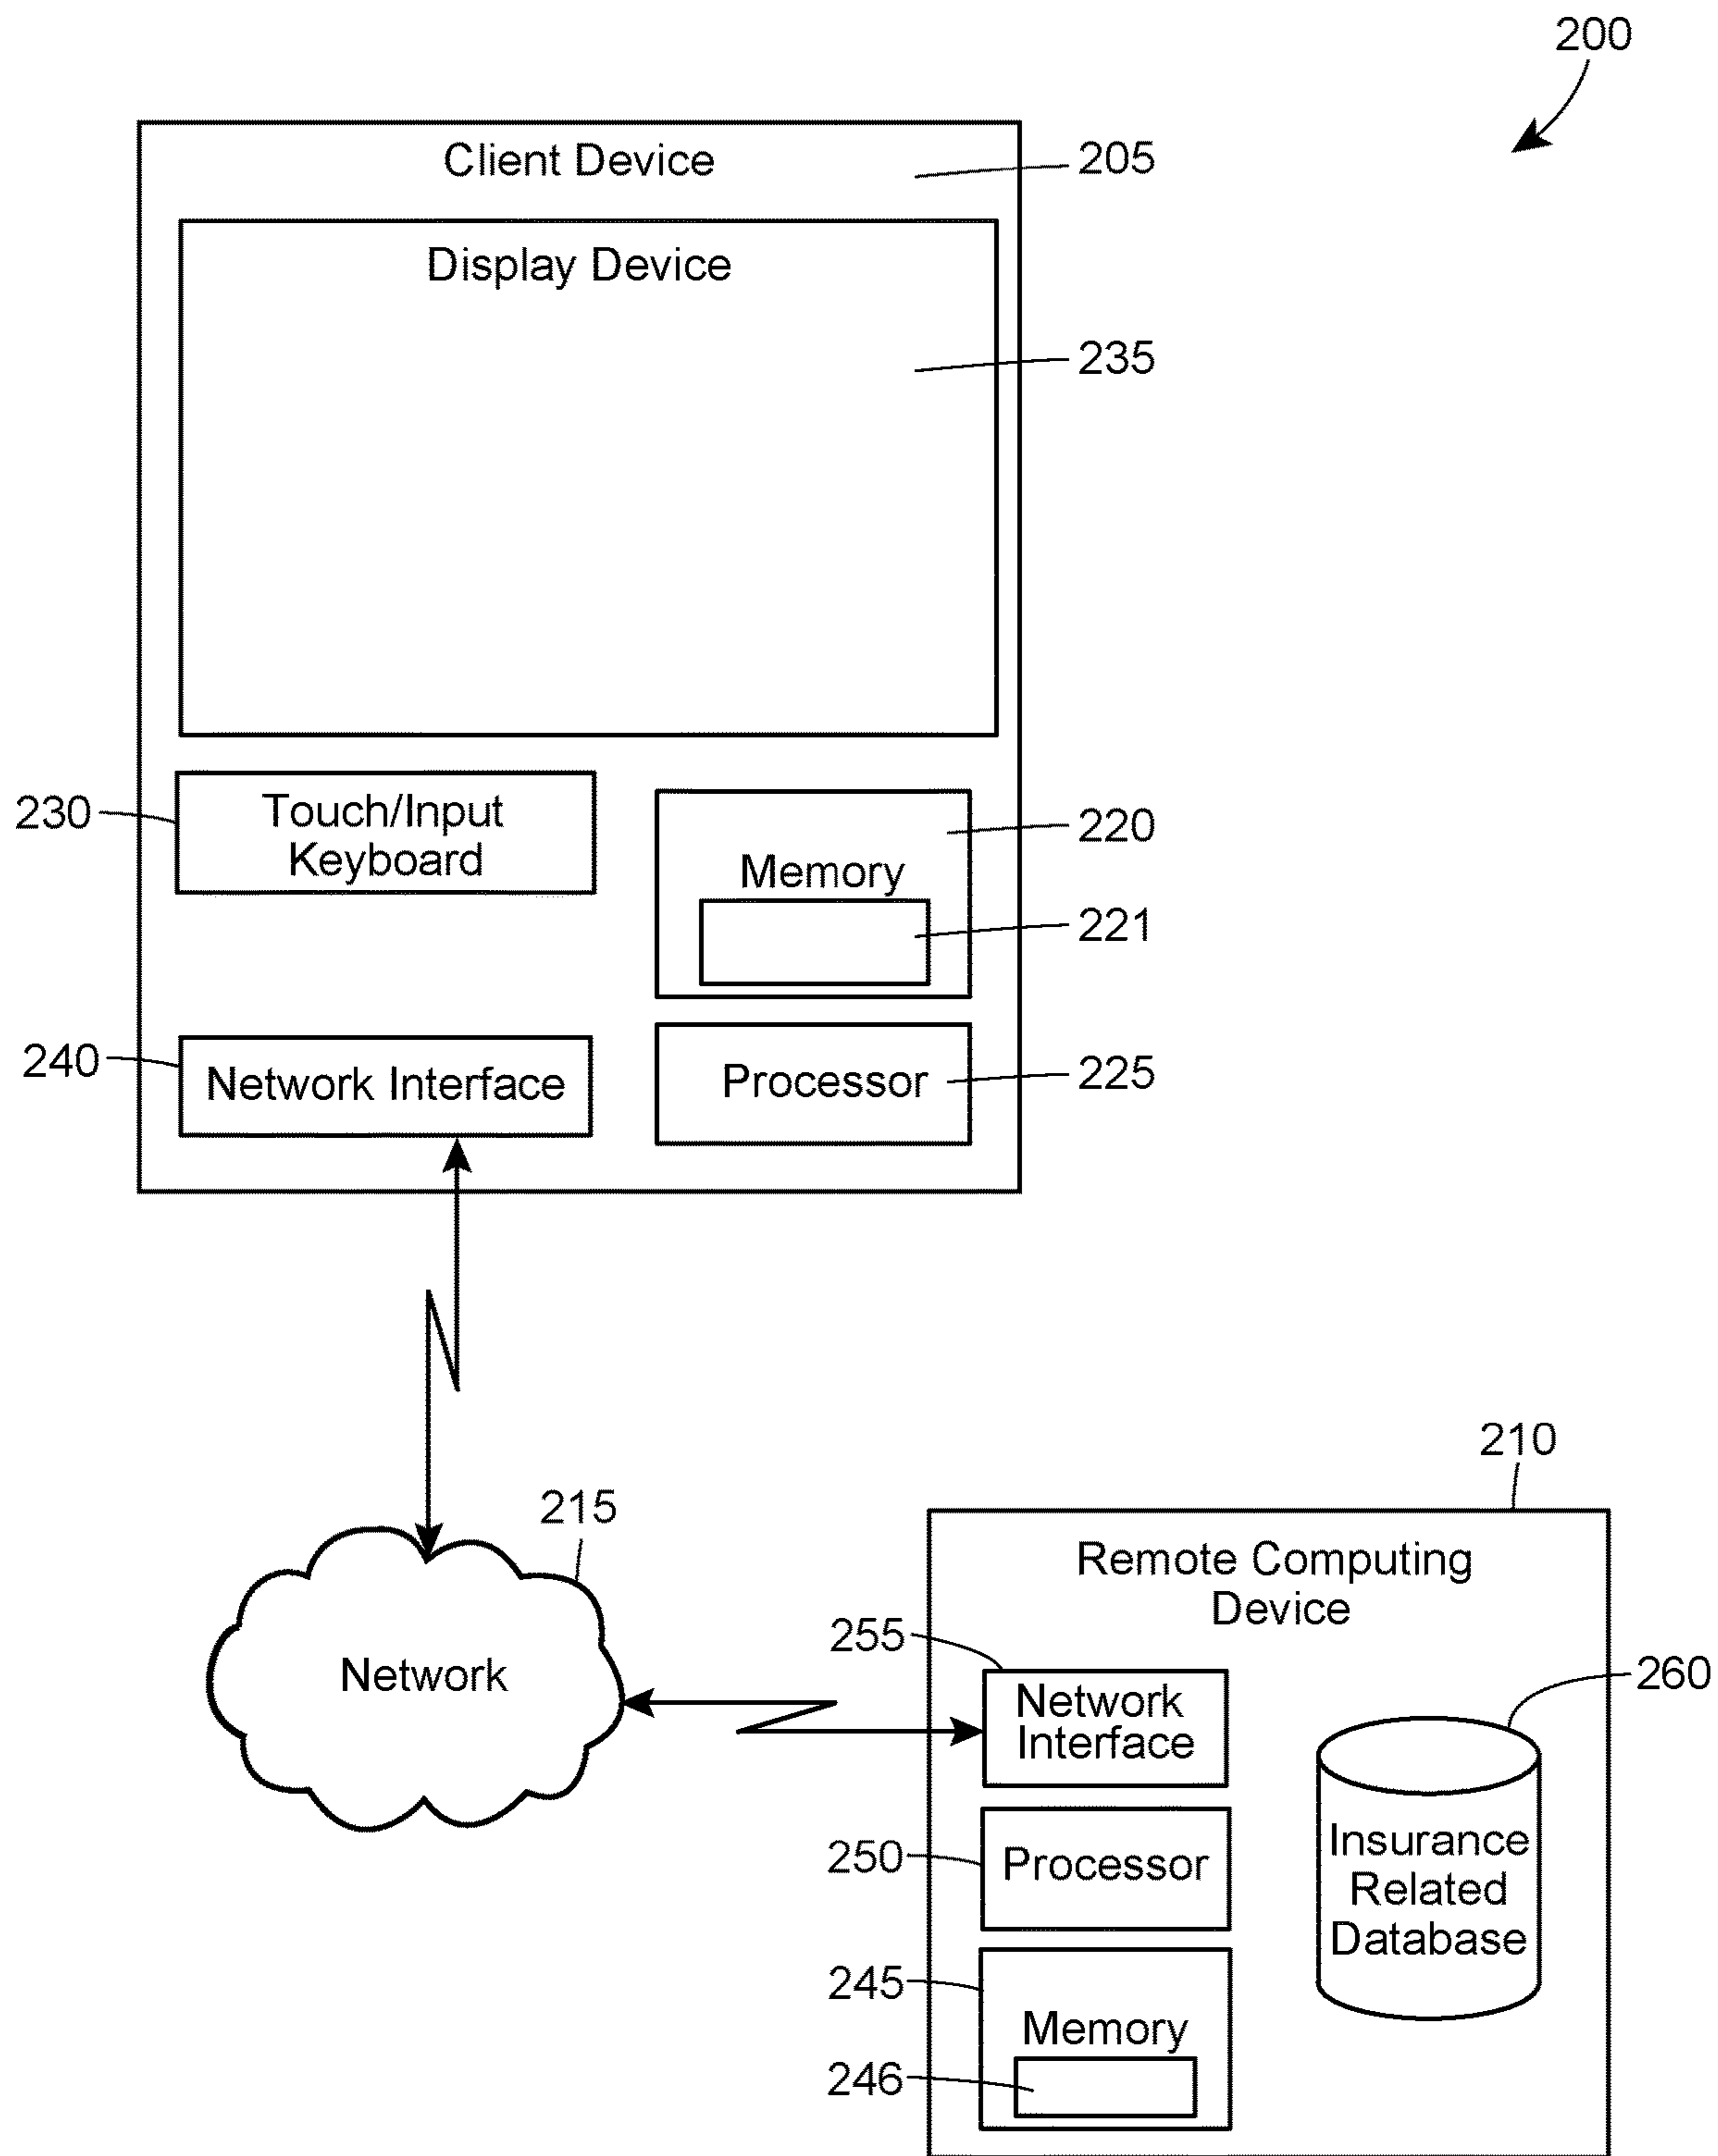 200
Client Device
205
Display Device
235
230
Touch/Input
Keyboard
220
Memory
221
240
Network Interface
Processor
225
215
Network
210
Remote Computing
Device
255
Network
Interface
260
250
Processor
Insurance
Related
Database
245
Memory
246